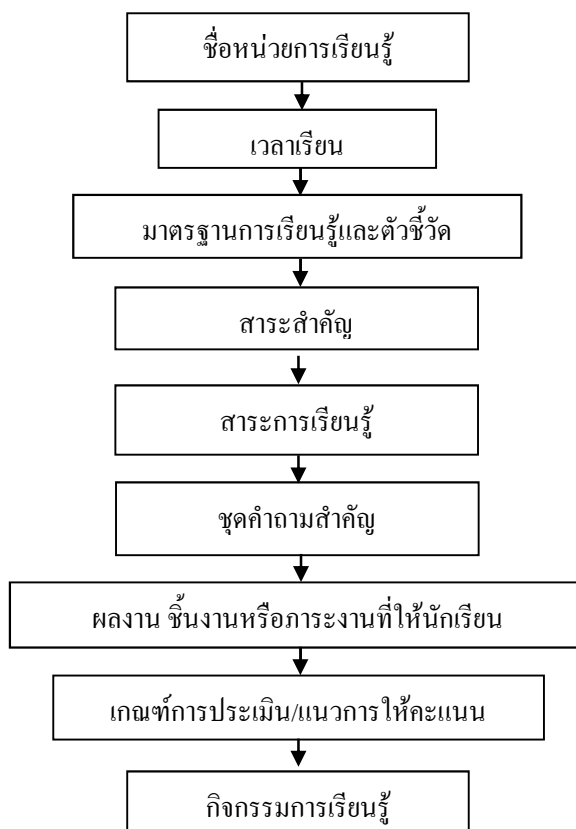 ชื่อหน่วยการเรียนรู้
เวลาเรียน
มาตรฐานการเรียนรู้และตัวชี้วัด
สาระสำคัญ
สาระการเรียนรู้
ชุดคำถามสำคัญ
ผลงาน ชิ้นงานหรือภาระงานที่ให้นักเรียน
เกณฑ์การประเมิน/แนวการให้คะแนน
กิจกรรมการเรียนรู้